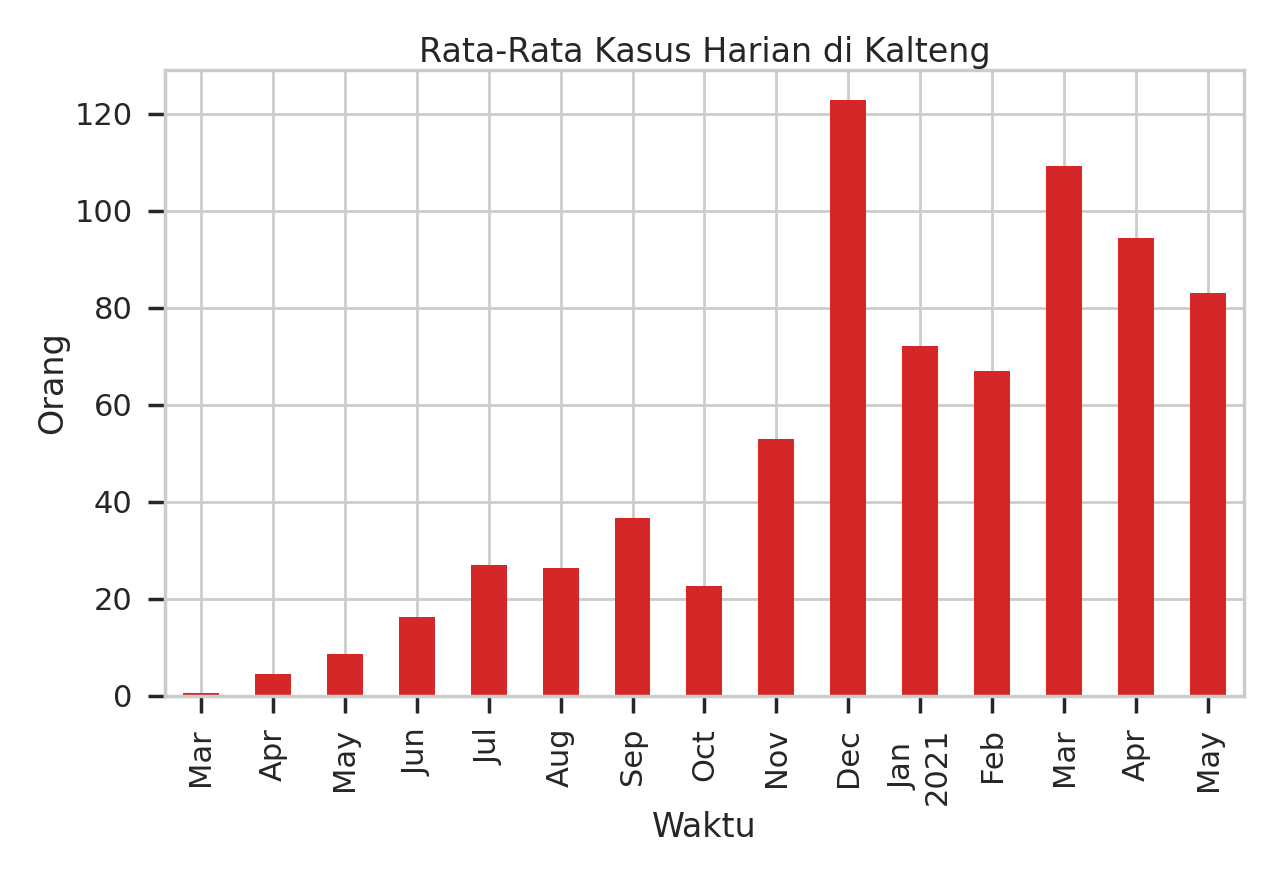 Rata-Rata Kasus Harian di Kalteng
120
100
80
60
40
20
0
Orang
Mar
Apr
May
Jun
Jul
Aug
Sep
Oct
Nov
Dec
Jan
2021
Feb
Mar
Apr
May
Waktu